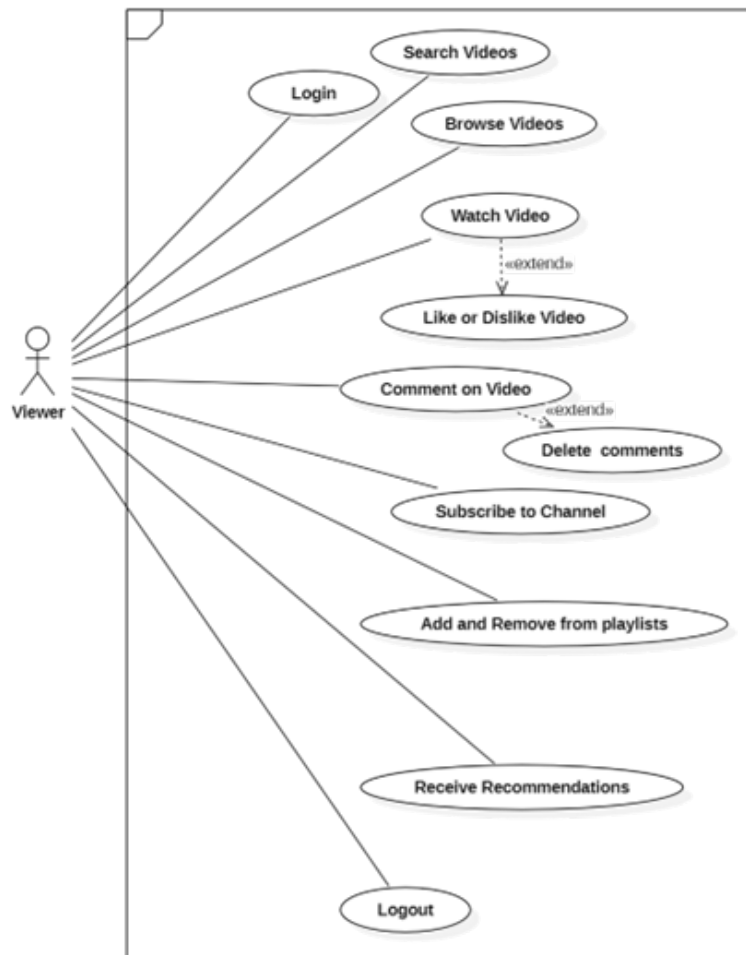 Search Videos
Login
Browse Videos
Watch Video
«extend»
Like or Dislike Video
Comment on Video
Viewer
«extend»
Delete comments
Subscribe to Channel
Add and Remove from playlists
Receive Recommendations
Logout